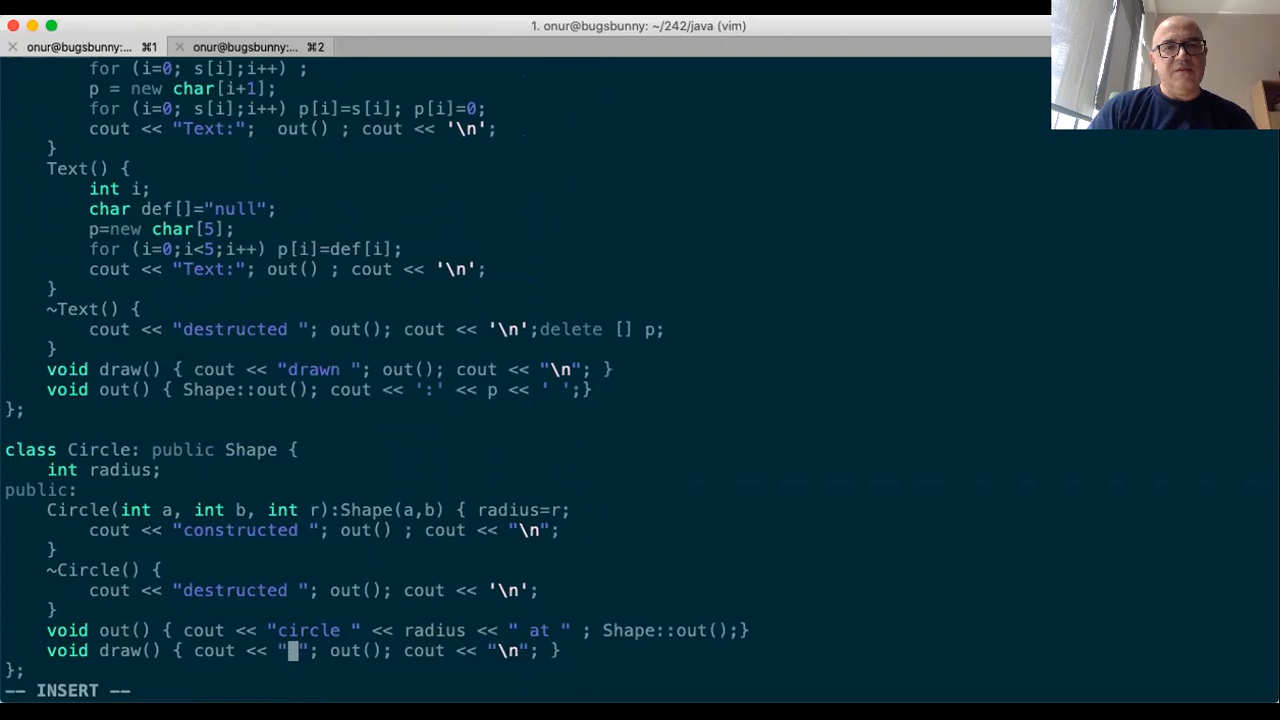 1. onur@bugsbunny: ~/242/java (vim)
onur@bugsbunny:... ⌘1 onur@bugsbunny:... ⌘2
for (i=0; s[i];i++) ;
p = new char[i+1];
for (i=0; s[i];i++) p[i]=s[i]; p[i]=0;
cout << "Text:";  out() ; cout << '\n';
}
Text() {
int i;
char def[]="null";
p=new char[5];
for (i=0;i<5;i++) p[i]=def[i];
cout << "Text:"; out() ; cout << '\n';
}
~Text() {
cout << "destructed "; out(); cout << '\n';delete [] p;
}
void draw() { cout << "drawn "; out(); cout << "\n"; }
void out() { Shape::out(); cout << ':' << p << ' ';}
};
class Circle: public Shape {
int radius;
public:
Circle(int a, int b, int r):Shape(a,b) { radius=r;
cout << "constructed "; out() ; cout << "\n";
}
~Circle() {
cout << "destructed "; out(); cout << '\n';
}
void out() { cout << "circle " << radius << " at " ; Shape::out();}
void draw() { cout << " "; out(); cout << "\n"; }
};
-- INSERT --